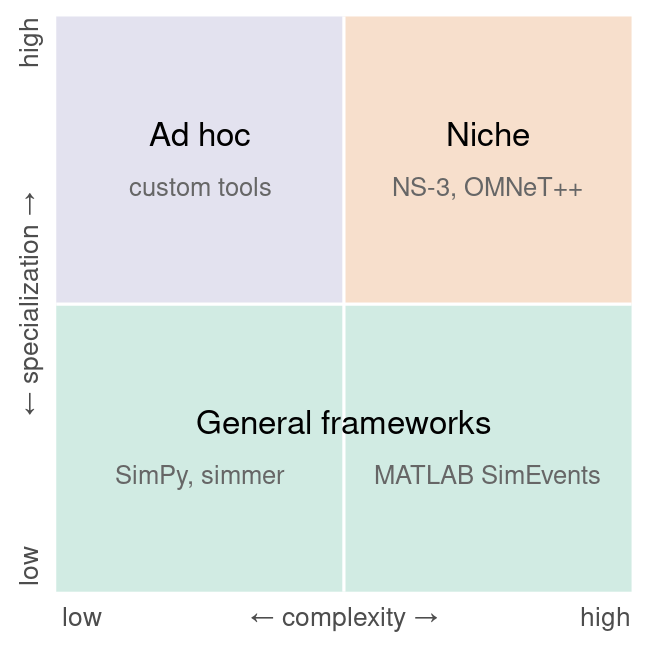 high
Ad hoc
custom tools
Niche
NS-3, OMNeT++
← specialization →
General frameworks
SimPy, simmer
MATLAB SimEvents
low
low
← complexity →
high